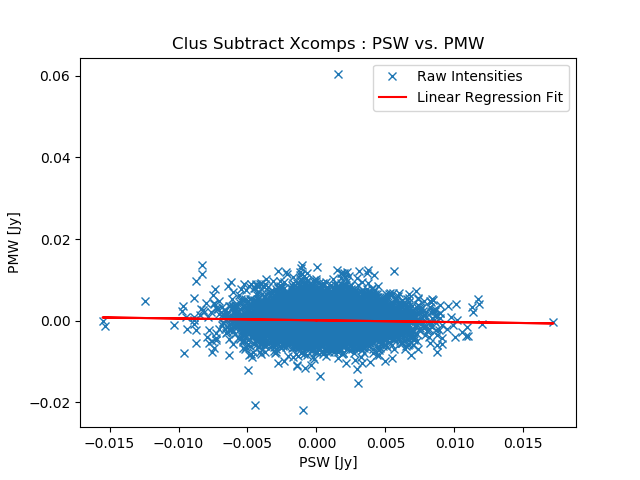 Clus Subtract Xcomps : PSW vs. PMW
Raw Intensities
Linear Regression Fit
PMW [Jy]
0.06
0.04
0.02
0.00
−0.02
−0.015 −0.010 −0.005 0.000 0.005 0.010 0.015
PSW [Jy]